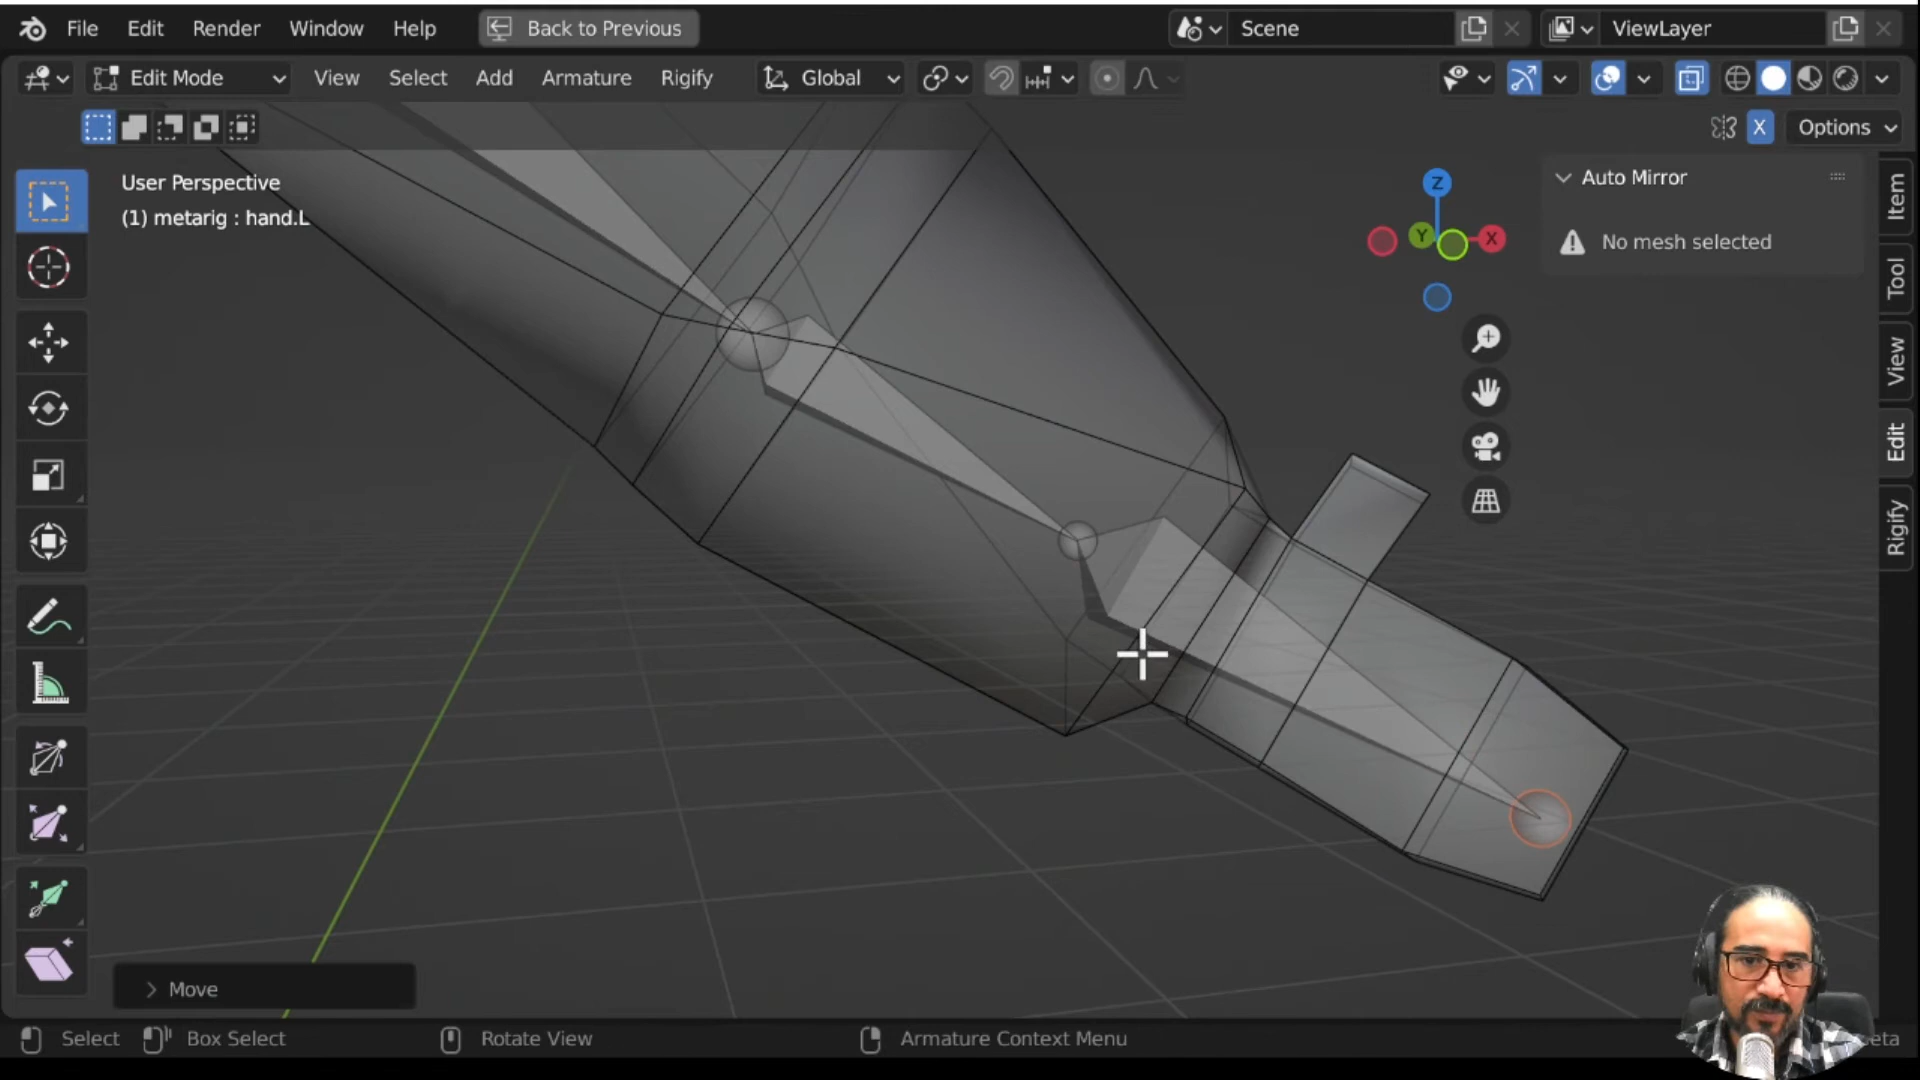 File Edit Render Window Help Back to Previous Scene ViewLayer
Edit Mode View Select Add Armature Rigify Global
X Options
User Perspective
(1) metarig : hand.L
Auto Mirror
No mesh selected
Z
Y
X
Item
Tool
View
Edit
Rigify
Move
Select Box Select Rotate View Armature Context Menu